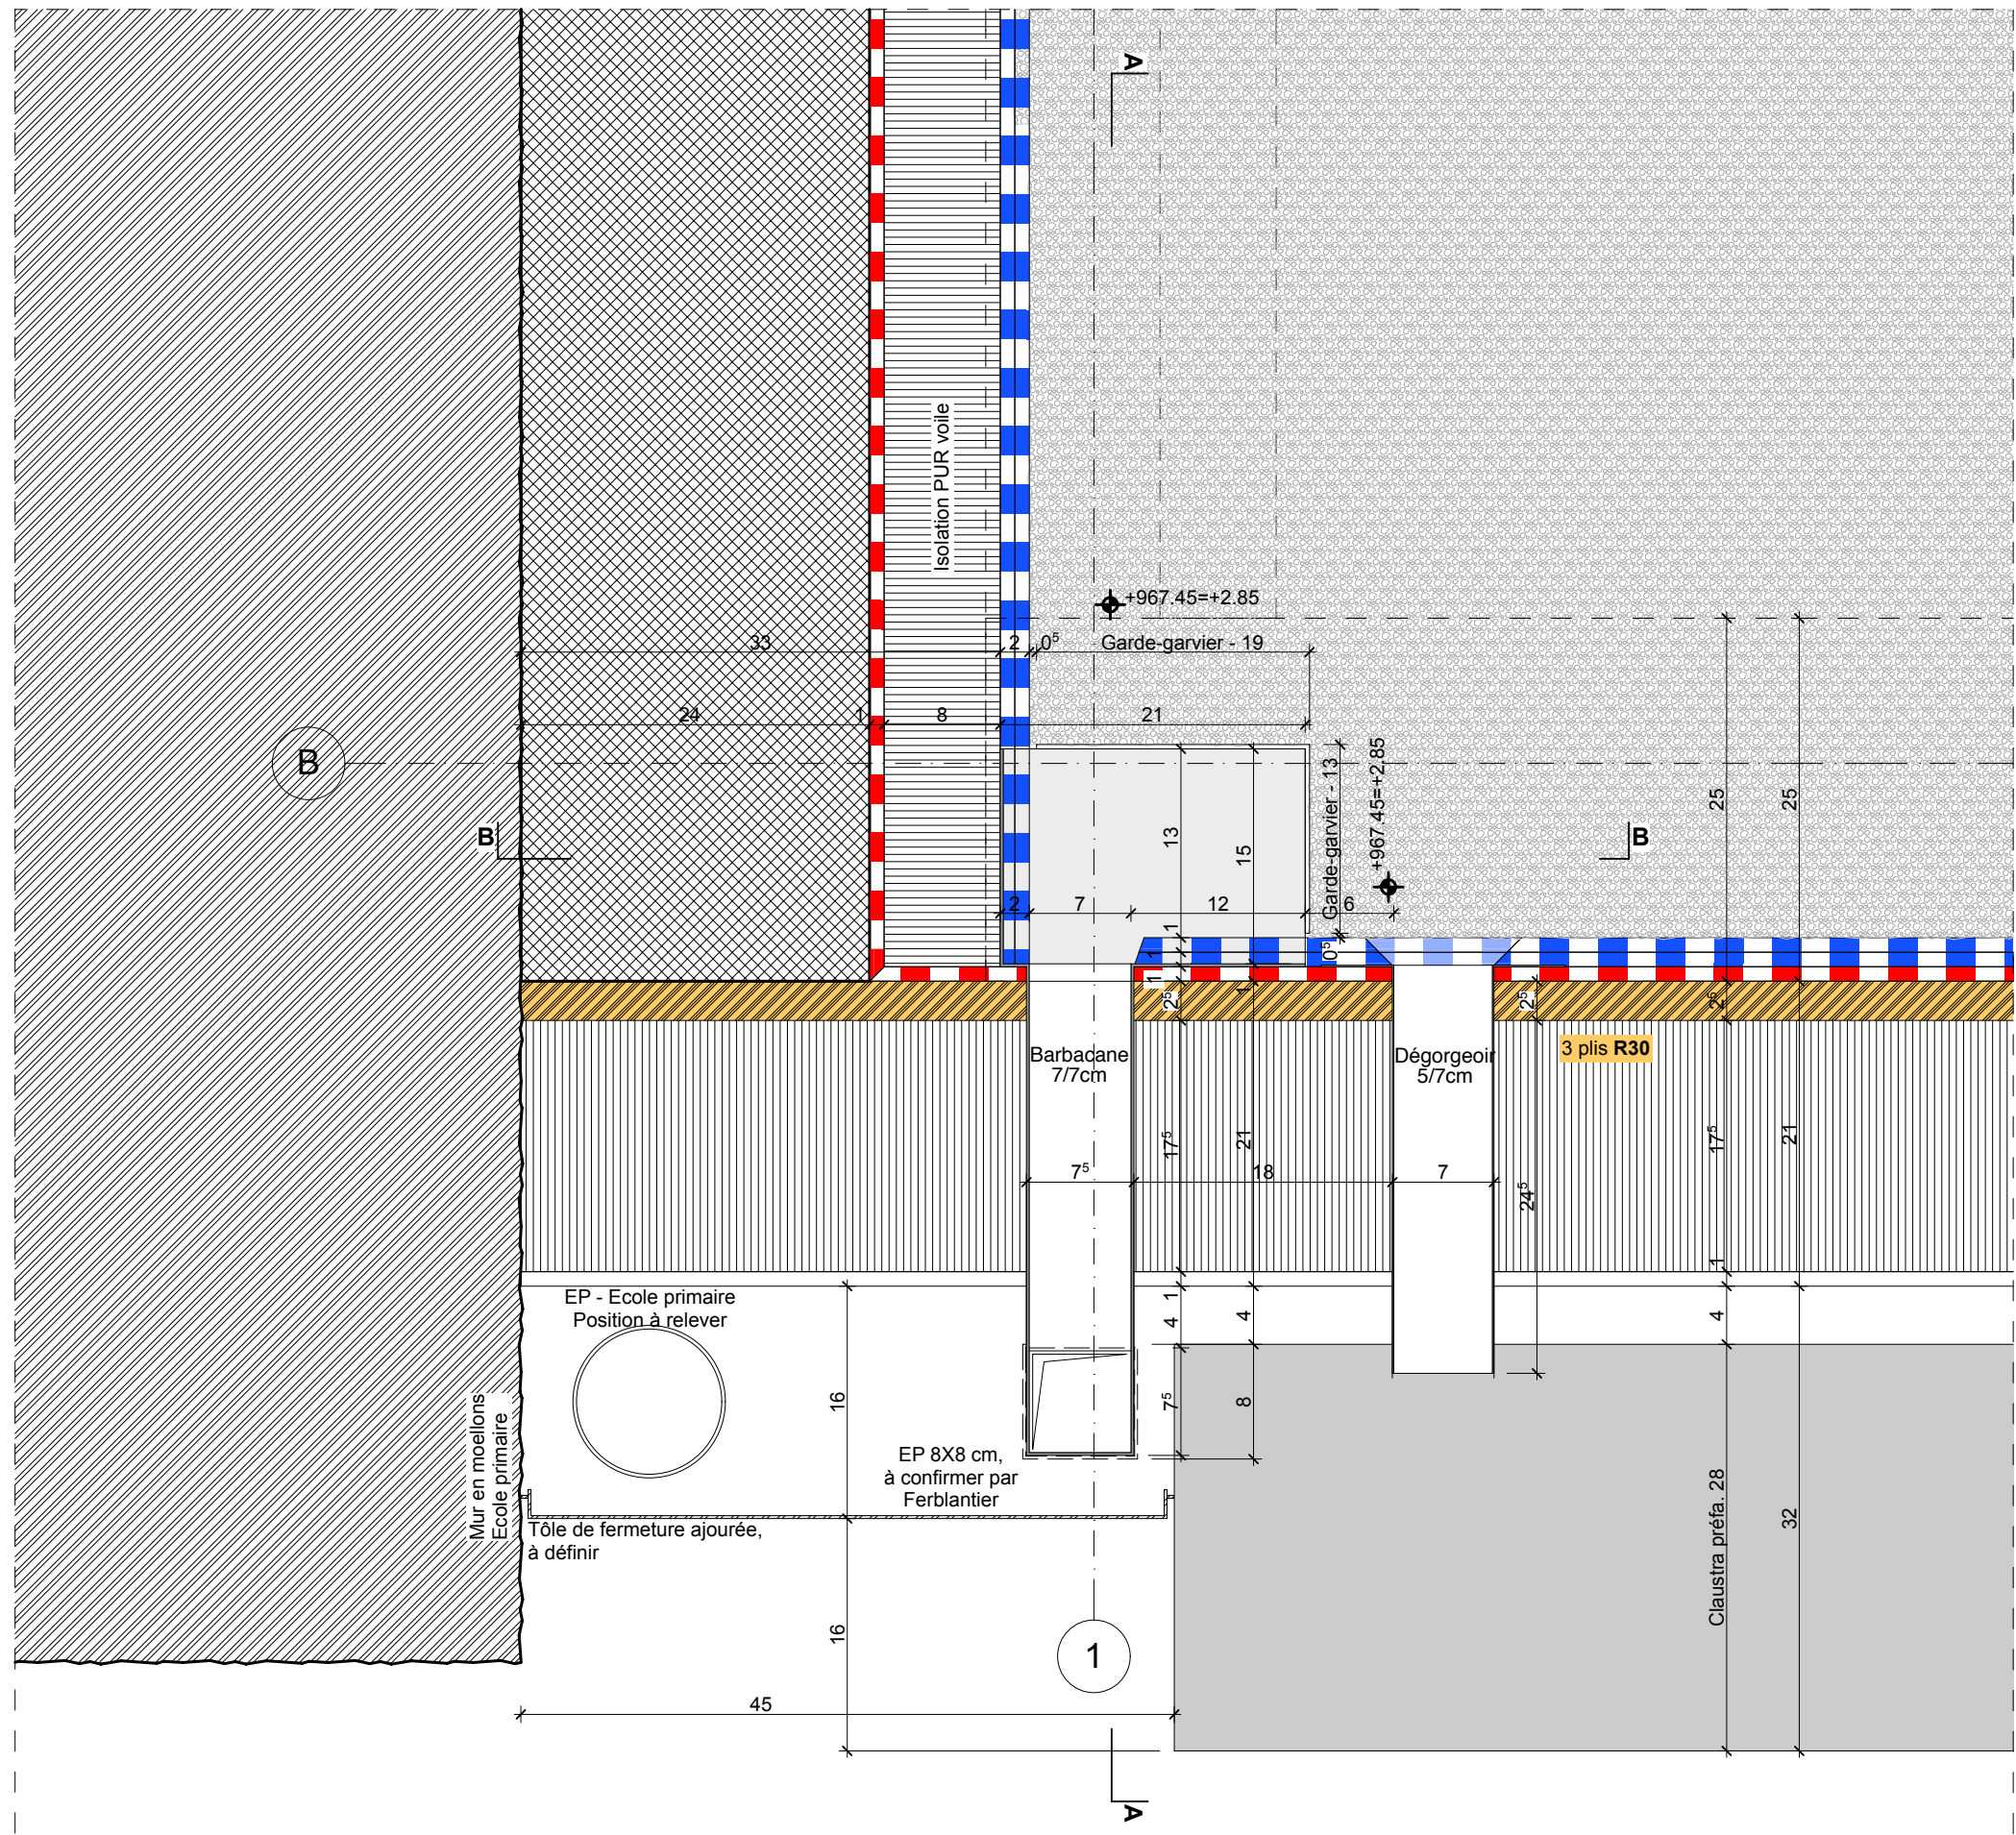 A
Isolation PUR voile
+967.45=+2.85
33
2
0⁵
Garde-garvier - 19
24
1
8
21
B
Garde-garvier - 13
+967.45=+2.85
25
25
13
15
B
B
2
7
12
6
1
0⁵
1
1
1
2⁵
2⁵
2⁵
Barbacane
7/7cm
Dégorgeoir
5/7cm
3 plis R30
17⁵
21
17⁵
21
7⁵
18
7
24⁵
1
EP - Ecole primaire
Position à relever
1
4
4
4
16
7⁵
8
Mur en moellons
Ecole primaire
EP 8X8 cm,
à confirmer par
Ferblantier
Tôle de fermeture ajourée,
à définir
Claustra préfa. 28
32
16
1
45
A